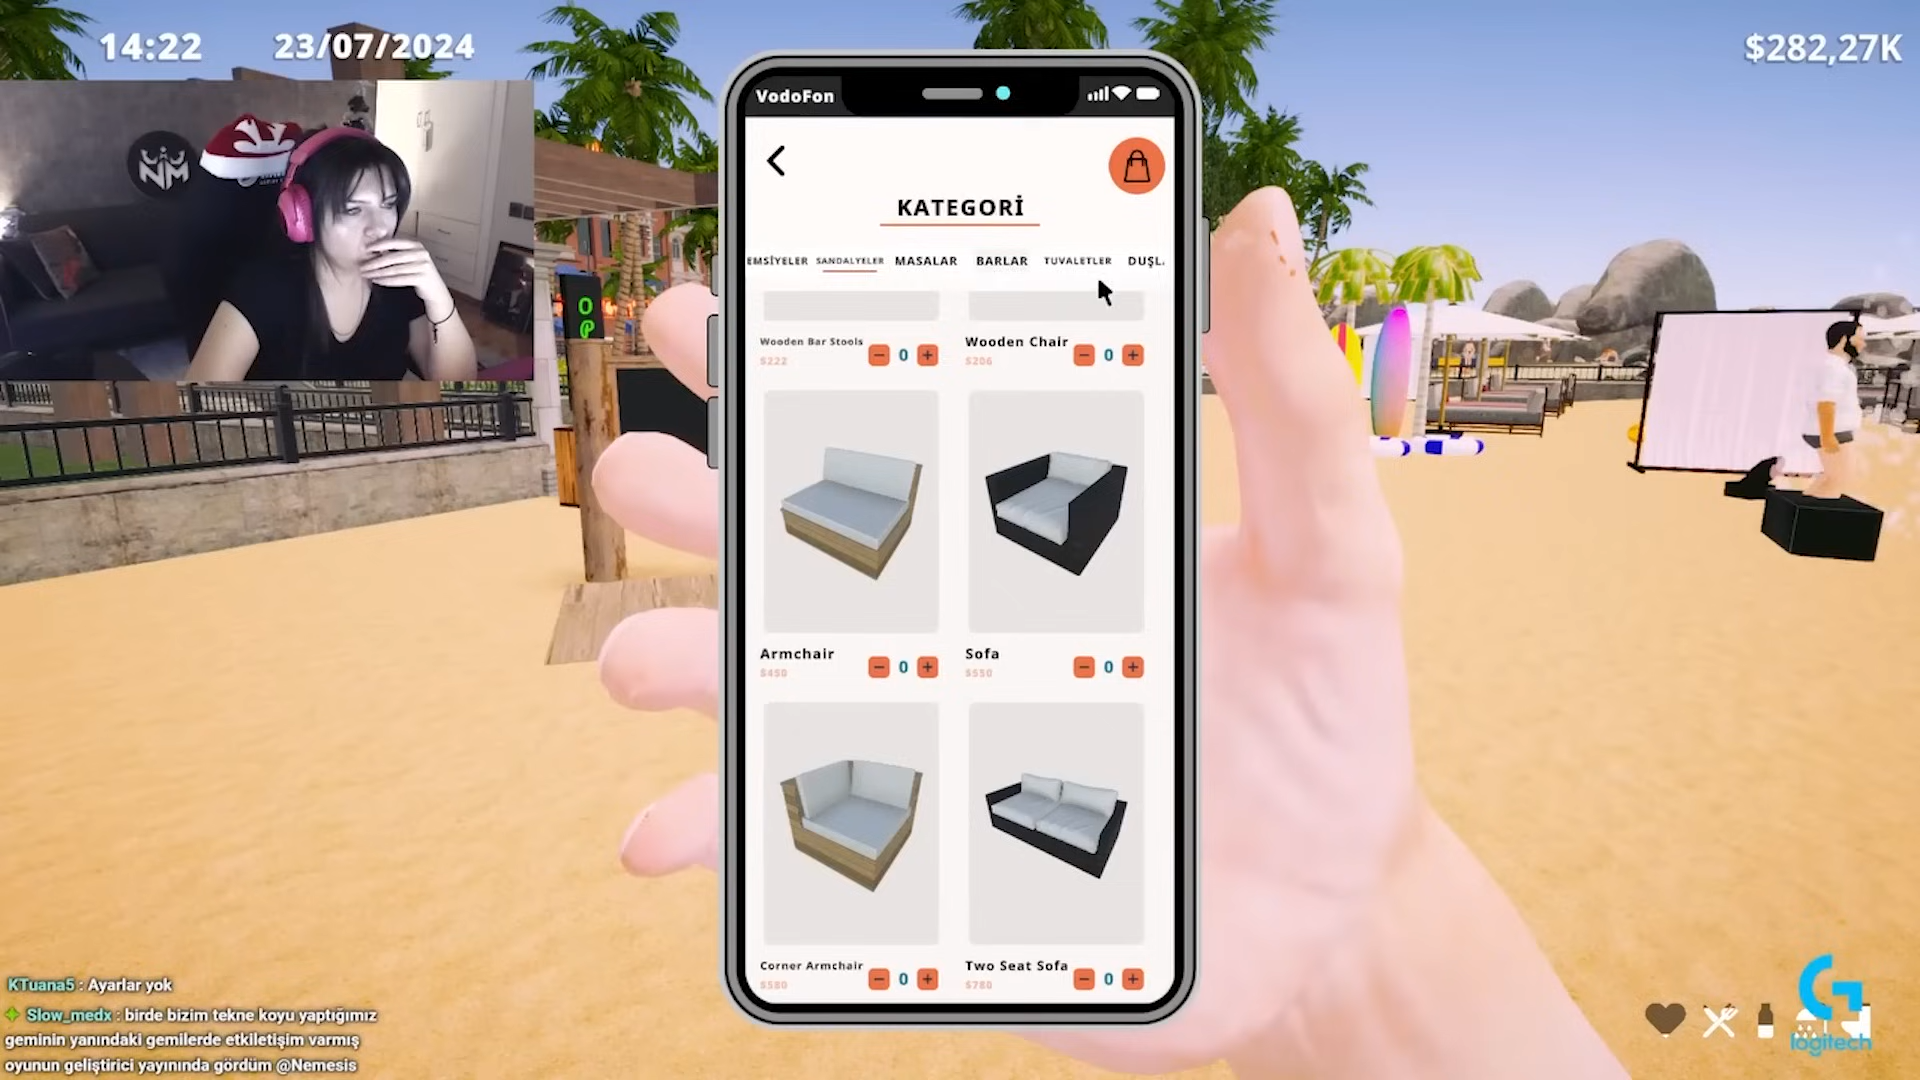 14:22
23/07/2024
$282,27K
VodoFon
NM
KATEGORİ
EMSİYELER SANDALYELER MASALAR BARLAR TUVALETLER DUŞL.
Wooden Bar Stools
$222
0
Wooden Chair
$206
0
O
P
Armchair
$450
0
Sofa
$550
0
Corner Armchair
$580
0
Two Seat Sofa
$780
0
KTuana5 : Ayarlar yok
Slow_medx : birde bizim tekne koyu yaptığımız
geminin yanındaki gemilerde etkiletişim varmış
oyunun geliştirici yayınında gördüm @Nemesis
logitech